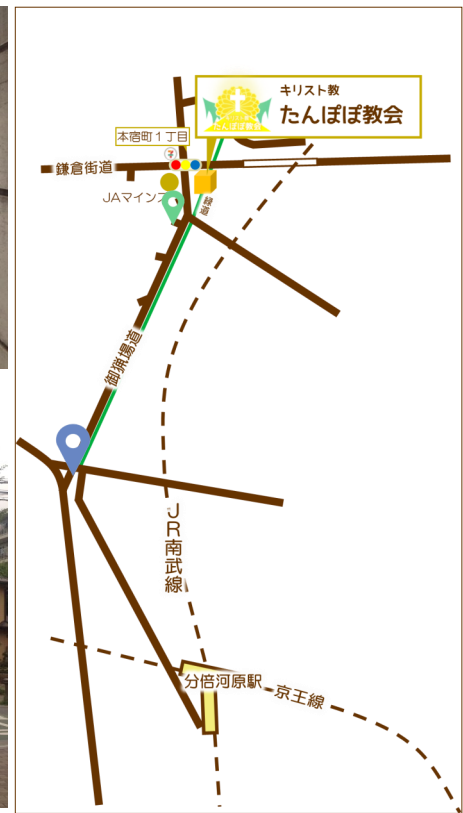 キリスト教
たんぽぽ教会
本宿町１丁目
鎌倉街道
JAマインズ
御猟場道
JR南武線
分倍河原駅
京王線